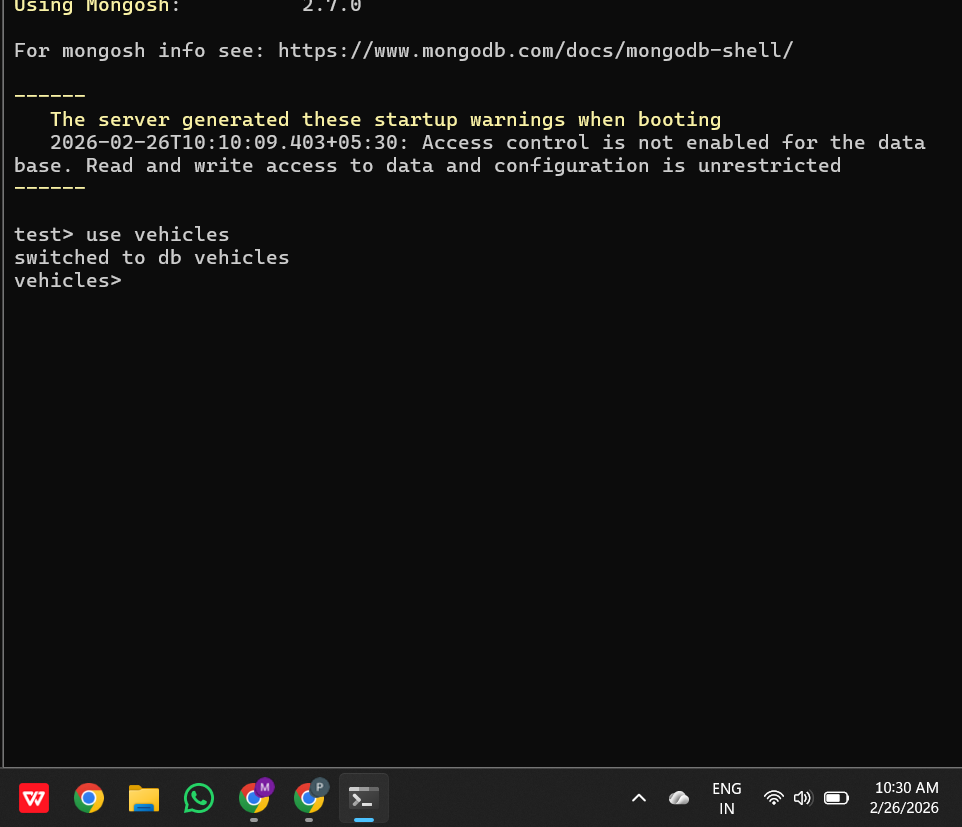 Using Mongosh: 2.7.0
For mongosh info see: https://www.mongodb.com/docs/mongodb-shell/
------
The server generated these startup warnings when booting
2026-02-26T10:10:09.403+05:30: Access control is not enabled for the data
base. Read and write access to data and configuration is unrestricted
------
test> use vehicles
switched to db vehicles
vehicles>
W
M
P
ENG
IN
10:30 AM
2/26/2026